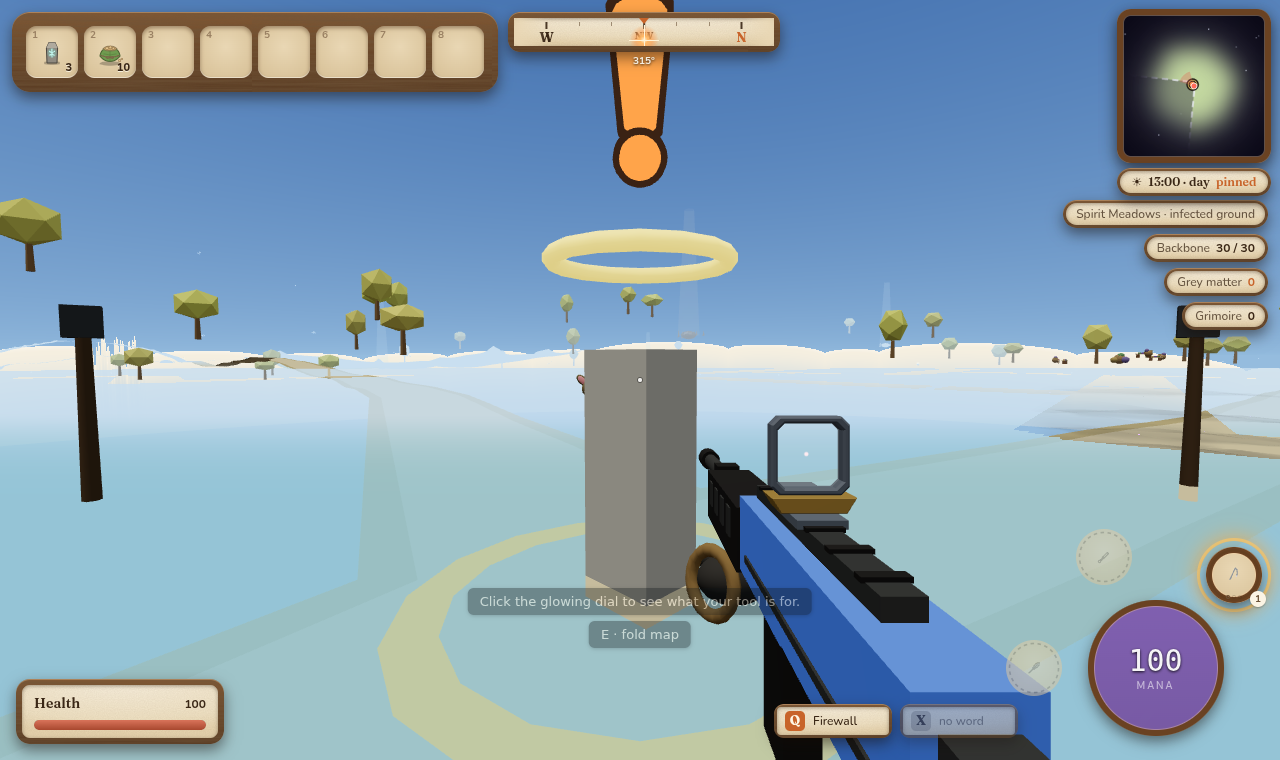 1 2 3 4 5 6 7 8
3 10
W NW N
315°
13:00 · day pinned
Spirit Meadows · infected ground
Backbone 30 / 30
Grey matter 0
Grimoire 0
Click the glowing dial to see what your tool is for.
E · fold map
1
100
MANA
Health 100
Q Firewall
X no word